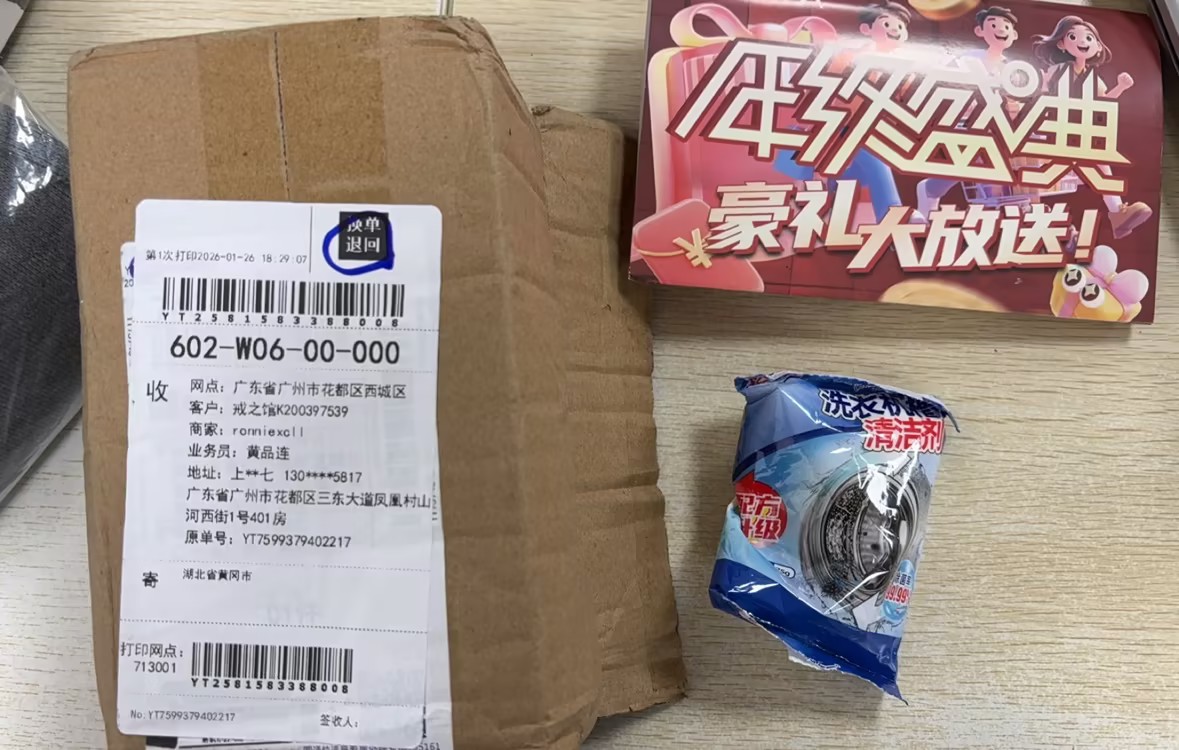 换单
退回
第1次打印2026-01-26 18:29:07
YT2581583388008
602-W06-00-000
收
网点：广东省广州市花都区西城区
客户：戒之馆K200397539
商家：ronniexcll
业务员：黄品连
地址：上**七 130****5817
广东省广州市花都区三东大道凤凰村山
河西街1号401房
原单号：YT7599379402217
寄
湖北省黄冈市
打印网点：
713001
YT2581583388008
No:YT7599379402217
签收人：
年终盛典
豪礼大放送！
洗衣机槽
清洁剂
配方
升级
99.99%